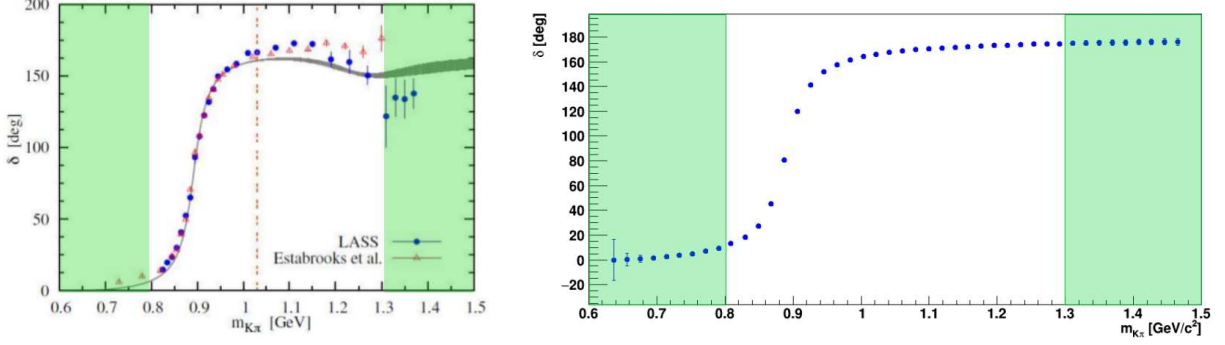 200
150
100
50
0
δ [deg]
LASS
Estabrooks et al.
0.6 0.7 0.8 0.9 1 1.1 1.2 1.3 1.4 1.5
m_Kπ [GeV]
δ [deg]
180
160
140
120
100
80
60
40
20
0
−20
0.6 0.7 0.8 0.9 1 1.1 1.2 1.3 1.4 1.5
m_Kπ [GeV/c²]